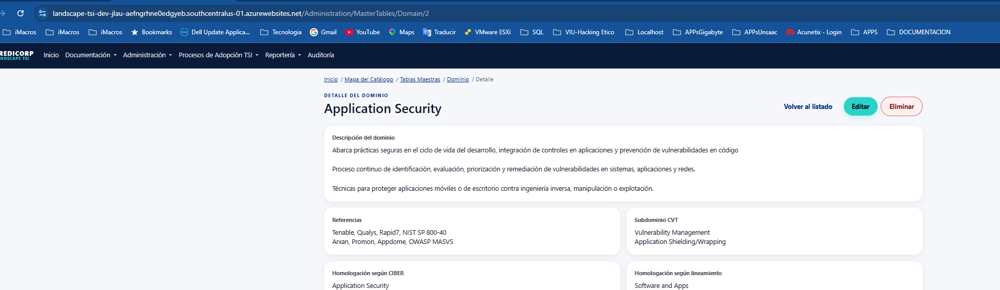 landscape-tsi-dev-jlau-aefngrhne0edgyeb.southcentralus-01.azurewebsites.net/Administration/MasterTables/Domain/2
iMacros iMacros iMacros Bookmarks Dell Update Applica... Tecnologia Gmail YouTube Maps Traducir VMware ESXi SQL VIU-Hacking Etico Localhost APPsGigabyte APPsUnsaac Acunetix - Login APPS DOCUMENTACION
REDICORP
NDSCAPE TSI
Inicio Documentación Administración Procesos de Adopción TSI Reportería Auditoría
Inicio / Mapa del Catálogo / Tablas Maestras / Dominio / Detalle
DETALLE DEL DOMINIO
Application Security
Volver al listado Editar Eliminar
Descripción del dominio
Abarca prácticas seguras en el ciclo de vida del desarrollo, integración de controles en aplicaciones y prevención de vulnerabilidades en código
Proceso continuo de identificación, evaluación, priorización y remediación de vulnerabilidades en sistemas, aplicaciones y redes.
Técnicas para proteger aplicaciones móviles o de escritorio contra ingeniería inversa, manipulación o explotación.
Referencias
Tenable, Qualys, Rapid7, NIST SP 800-40
Arxan, Promon, Appdome, OWASP MASVS
Subdominio CVT
Vulnerability Management
Application Shielding/Wrapping
Homologación según CIBER
Application Security
Homologación según lineamiento
Software and Apps